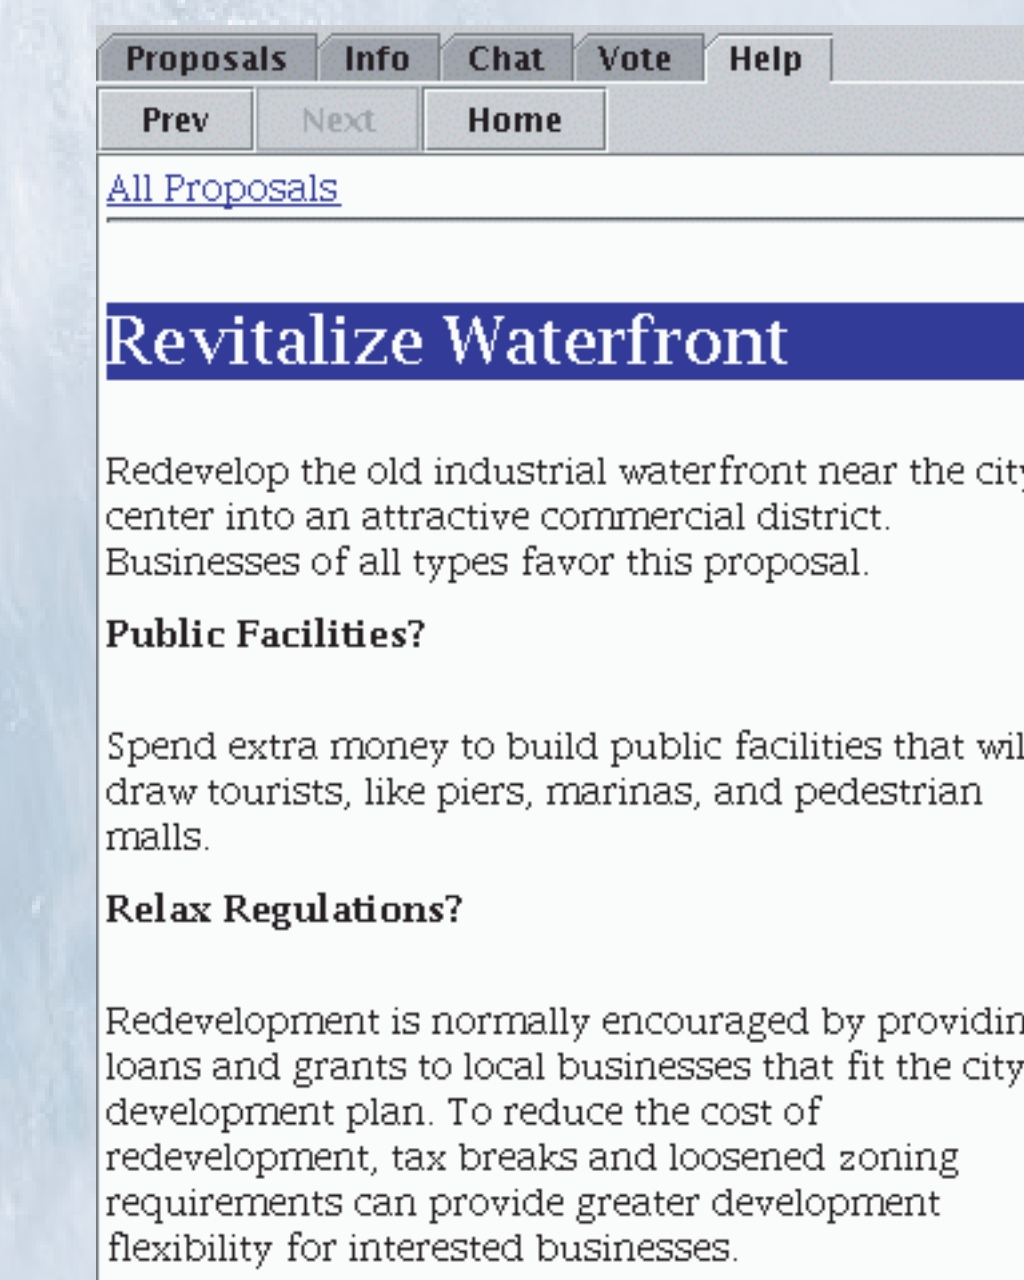 Proposals Info Chat Vote Help
Prev Next Home
All Proposals
Revitalize Waterfront
Redevelop the old industrial waterfront near the city
center into an attractive commercial district.
Businesses of all types favor this proposal.
Public Facilities?
Spend extra money to build public facilities that wil
draw tourists, like piers, marinas, and pedestrian
malls.
Relax Regulations?
Redevelopment is normally encouraged by providin
loans and grants to local businesses that fit the city
development plan. To reduce the cost of
redevelopment, tax breaks and loosened zoning
requirements can provide greater development
flexibility for interested businesses.